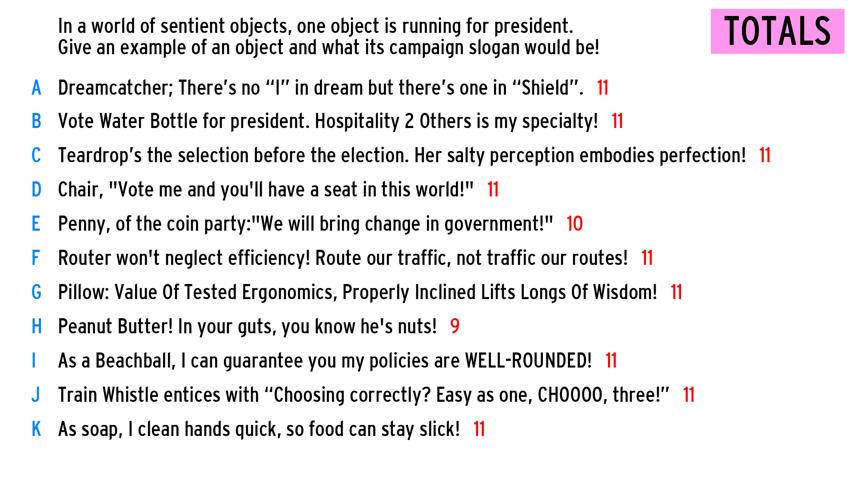 In a world of sentient objects, one object is running for president.
Give an example of an object and what its campaign slogan would be!
TOTALS
A Dreamcatcher; There's no “I” in dream but there's one in “Shield”. 11
B Vote Water Bottle for president. Hospitality 2 Others is my specialty! 11
C Teardrop's the selection before the election. Her salty perception embodies perfection! 11
D Chair, "Vote me and you'll have a seat in this world!" 11
E Penny, of the coin party:"We will bring change in government!" 10
F Router won't neglect efficiency! Route our traffic, not traffic our routes! 11
G Pillow: Value Of Tested Ergonomics, Properly Inclined Lifts Longs Of Wisdom! 11
H Peanut Butter! In your guts, you know he's nuts! 9
I As a Beachball, I can guarantee you my policies are WELL-ROUNDED! 11
J Train Whistle entices with “Choosing correctly? Easy as one, CHOOOO, three!” 11
K As soap, I clean hands quick, so food can stay slick! 11